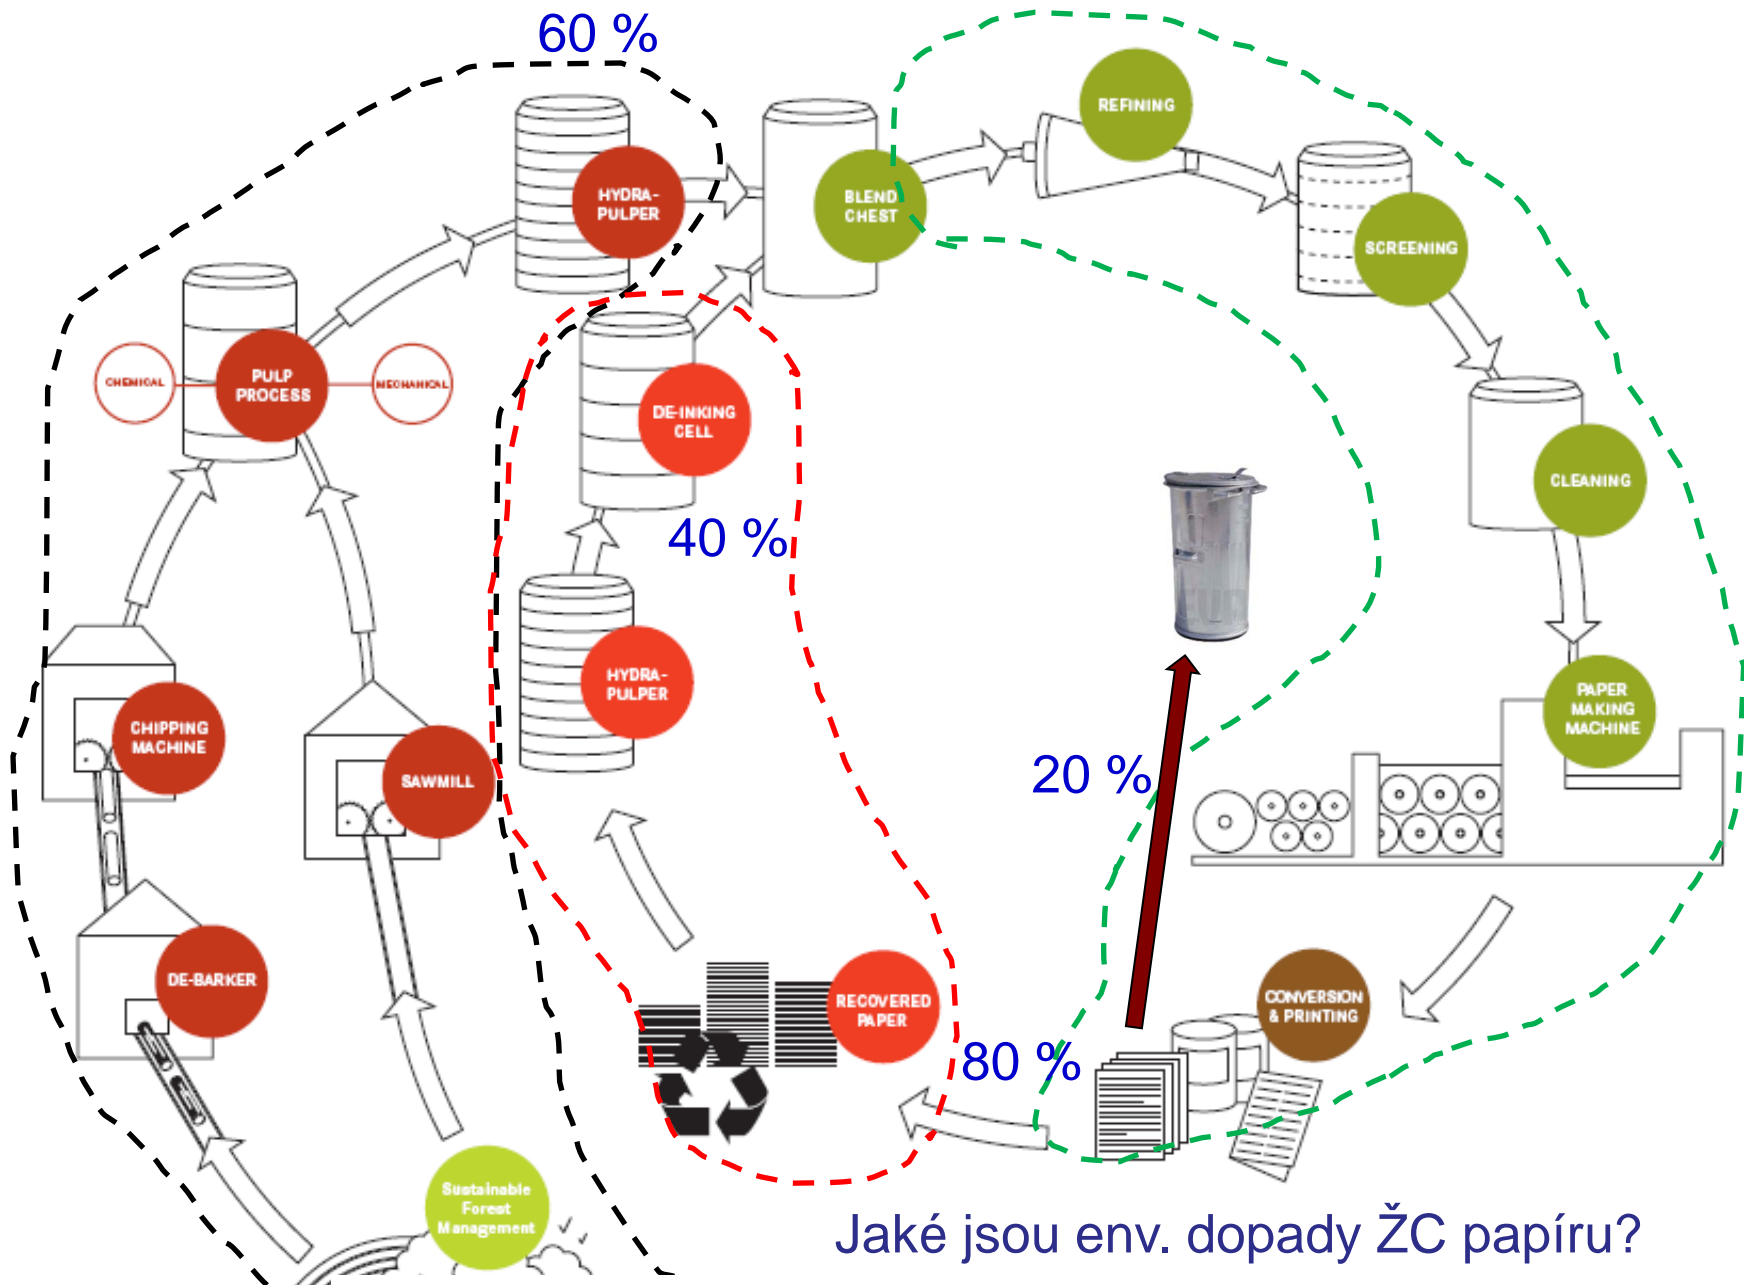 60 %
REFINING
HYDRA-
PULPER
BLEND
CHEST
SCREENING
CHEMICAL
PULP
PROCESS
MECHANICAL
DE-INKING
CELL
CLEANING
40 %
HYDRA-
PULPER
PAPER
MAKING
MACHINE
CHIPPING
MACHINE
SAWMILL
20 %
DE-BARKER
RECOVERED
PAPER
CONVERSION
& PRINTING
80 %
Sustainable
Forest
Management
Jaké jsou env. dopady ŽC papíru?